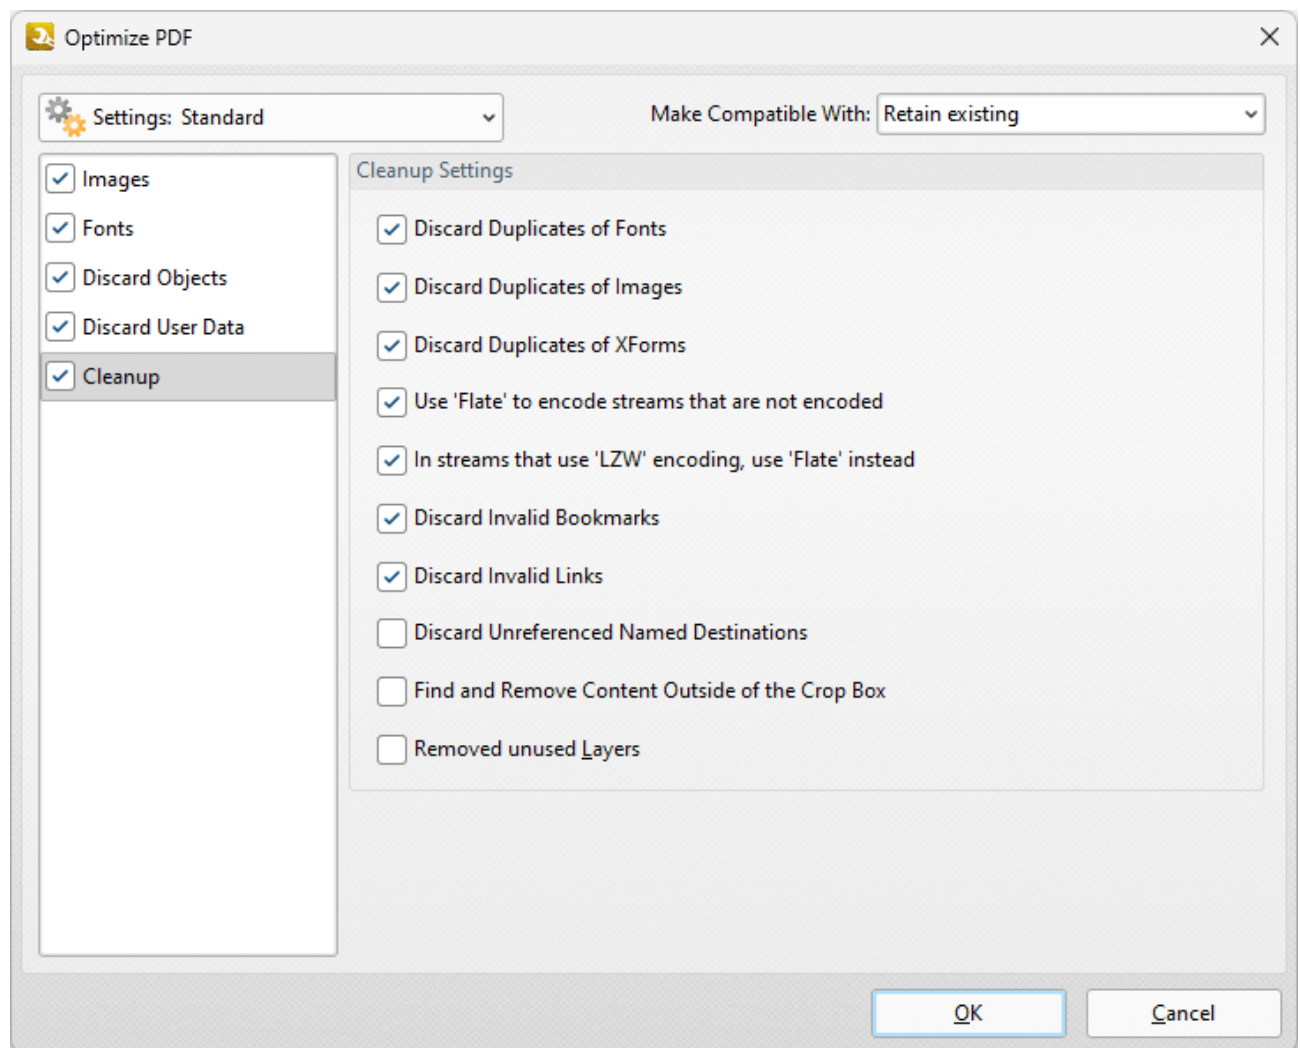 Optimize PDF
Settings: Standard
Make Compatible With: Retain existing
Images
Fonts
Discard Objects
Discard User Data
Cleanup
Cleanup Settings
Discard Duplicates of Fonts
Discard Duplicates of Images
Discard Duplicates of XForms
Use 'Flate' to encode streams that are not encoded
In streams that use 'LZW' encoding, use 'Flate' instead
Discard Invalid Bookmarks
Discard Invalid Links
Discard Unreferenced Named Destinations
Find and Remove Content Outside of the Crop Box
Removed unused Layers
OK
Cancel